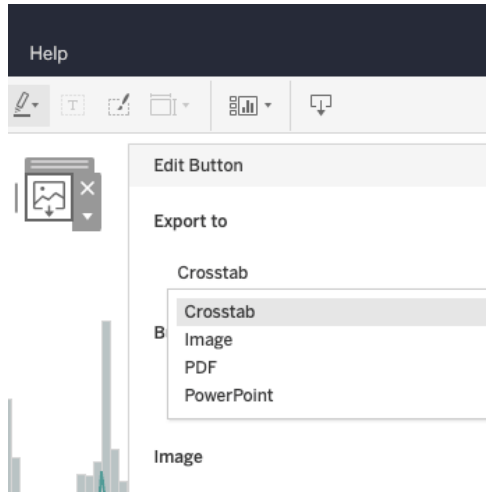 Help
Edit Button
Export to
Crosstab
Crosstab
Image
PDF
PowerPoint
Image